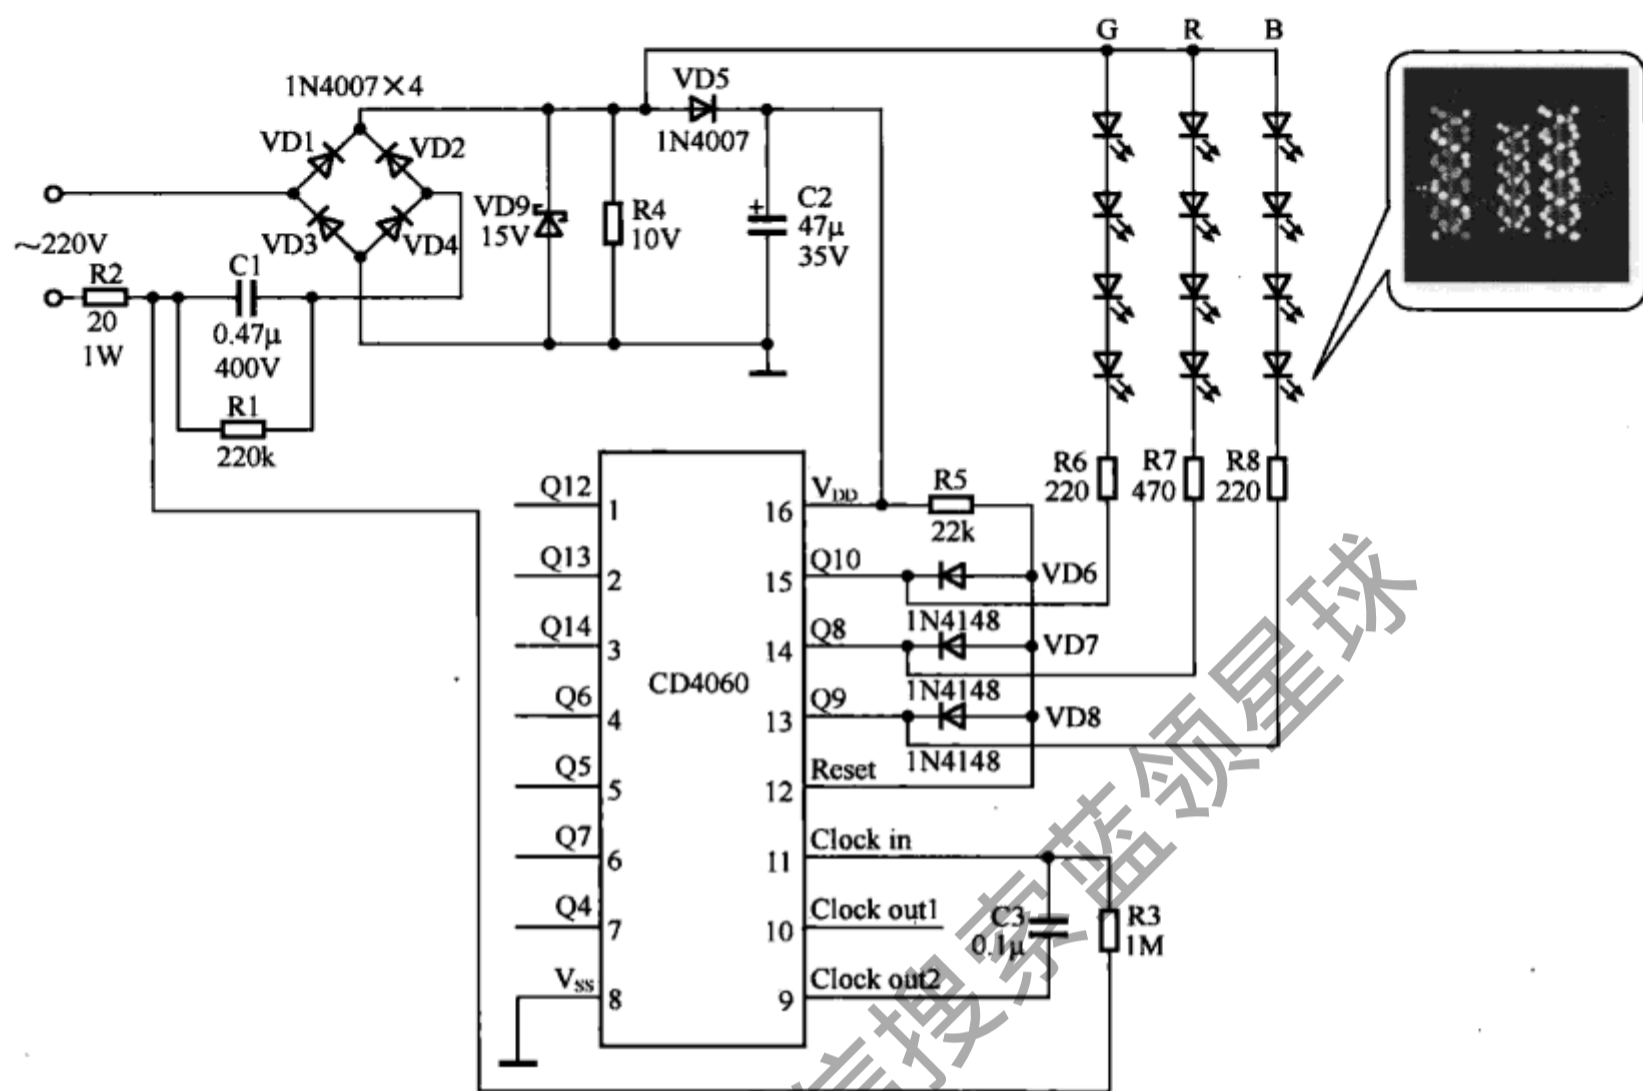 G R B
1N4007×4
VD5
1N4007
VD1
VD2
VD3
VD4
～220V
R2
20
1W
C1
0.47μ
400V
R1
220k
VD9
15V
R4
10V
+
C2
47μ
35V
R6
220
R7
470
R8
220
CD4060
Q12
1
Q13
2
Q14
3
Q6
4
Q5
5
Q7
6
Q4
7
VSS
8
VDD
16
R5
22k
Q10
15
VD6
1N4148
Q8
14
VD7
1N4148
Q9
13
VD8
1N4148
Reset
12
Clock in
11
Clock out1
10
Clock out2
9
C3
0.1μ
R3
1M
信搜索蓝领星球